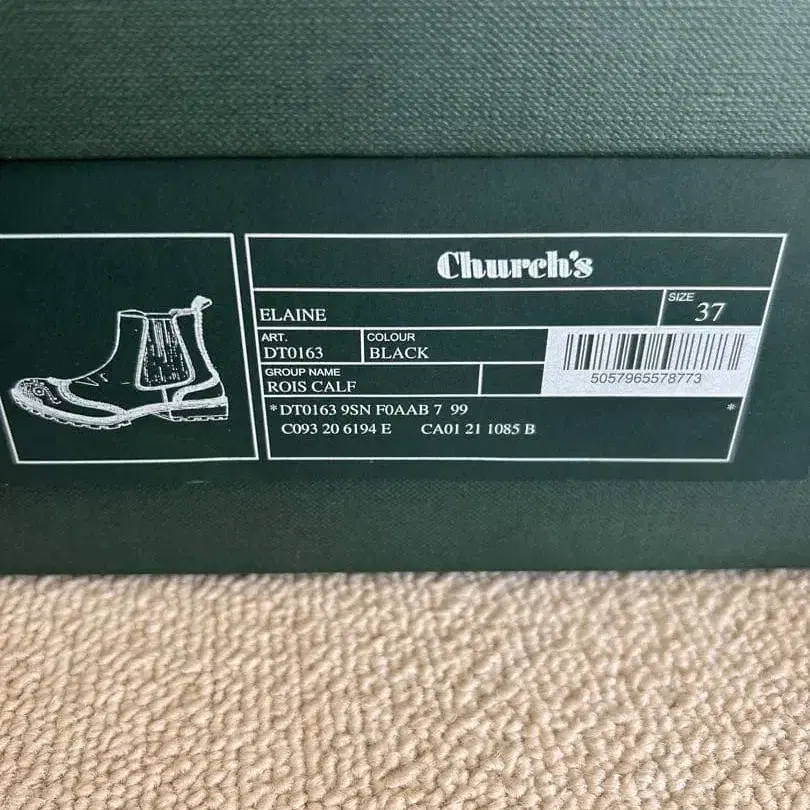 Church's
SIZE
ELAINE 37
ART. COLOUR
DT0163 BLACK
GROUP NAME
ROIS CALF
5057965578773
*DT0163 9SN F0AAB 7 99 *
C093 20 6194 E CA01 21 1085 B